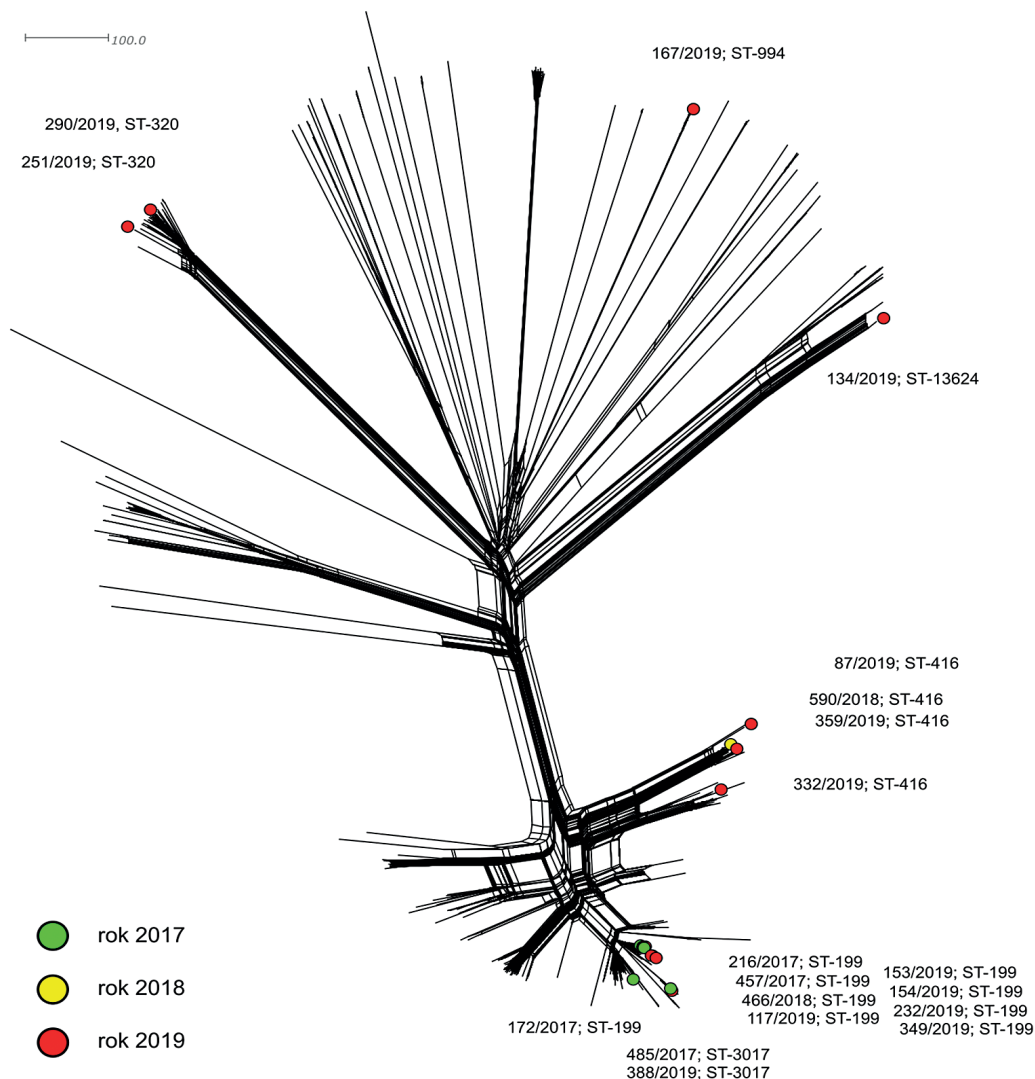 100.0
167/2019; ST-994
290/2019, ST-320
251/2019; ST-320
134/2019; ST-13624
87/2019; ST-416
590/2018; ST-416
359/2019; ST-416
332/2019; ST-416
rok 2017
rok 2018
rok 2019
216/2017; ST-199
457/2017; ST-199
466/2018; ST-199
117/2019; ST-199
153/2019; ST-199
154/2019; ST-199
232/2019; ST-199
349/2019; ST-199
172/2017; ST-199
485/2017; ST-3017
388/2019; ST-3017